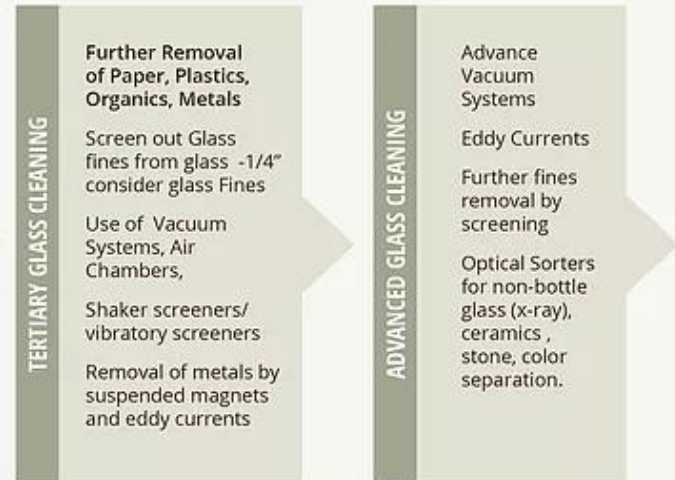 TERTIARY GLASS CLEANING
Further Removal
of Paper, Plastics,
Organics, Metals
Screen out Glass
fines from glass -1/4”
consider glass Fines
Use of Vacuum
Systems, Air
Chambers,
Shaker screeners/
vibratory screeners
Removal of metals by
suspended magnets
and eddy currents
ADVANCED GLASS CLEANING
Advance
Vacuum
Systems
Eddy Currents
Further fines
removal by
screening
Optical Sorters
for non-bottle
glass (x-ray),
ceramics ,
stone, color
separation.